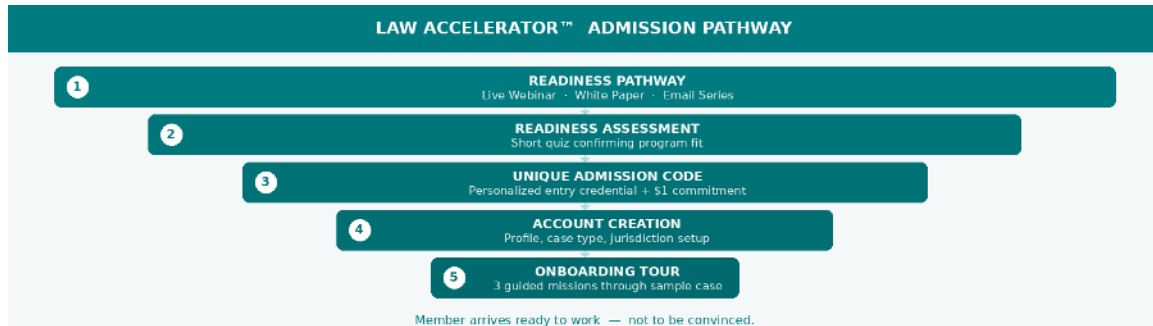 LAW ACCELERATOR™ ADMISSION PATHWAY
1
READINESS PATHWAY
Live Webinar · White Paper · Email Series
2
READINESS ASSESSMENT
Short quiz confirming program fit
3
UNIQUE ADMISSION CODE
Personalized entry credential + $1 commitment
4
ACCOUNT CREATION
Profile, case type, jurisdiction setup
5
ONBOARDING TOUR
3 guided missions through sample case
Member arrives ready to work — not to be convinced.